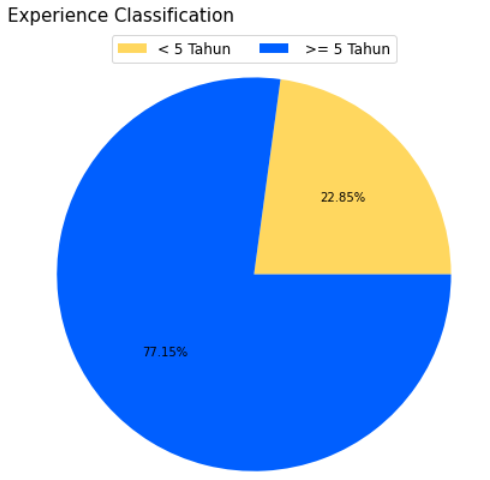 Experience Classification
< 5 Tahun >= 5 Tahun
22.85%
77.15%